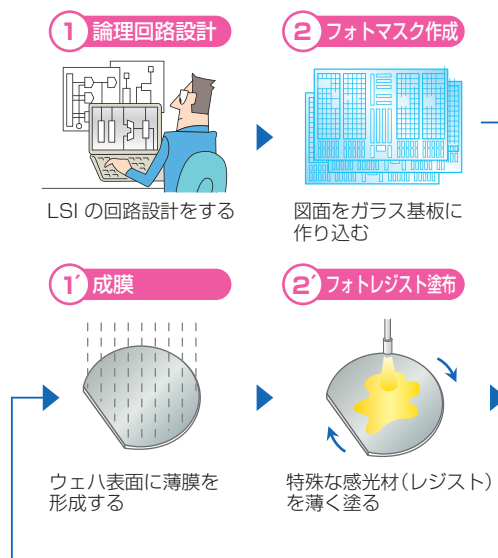 1 論理回路設計
2 フォトマスク作成
LSI の回路設計をする
図面をガラス基板に
作り込む
1´ 成膜
2´ フォトレジスト塗布
ウェハ表面に薄膜を
形成する
特殊な感光材(レジスト)
を薄く塗る